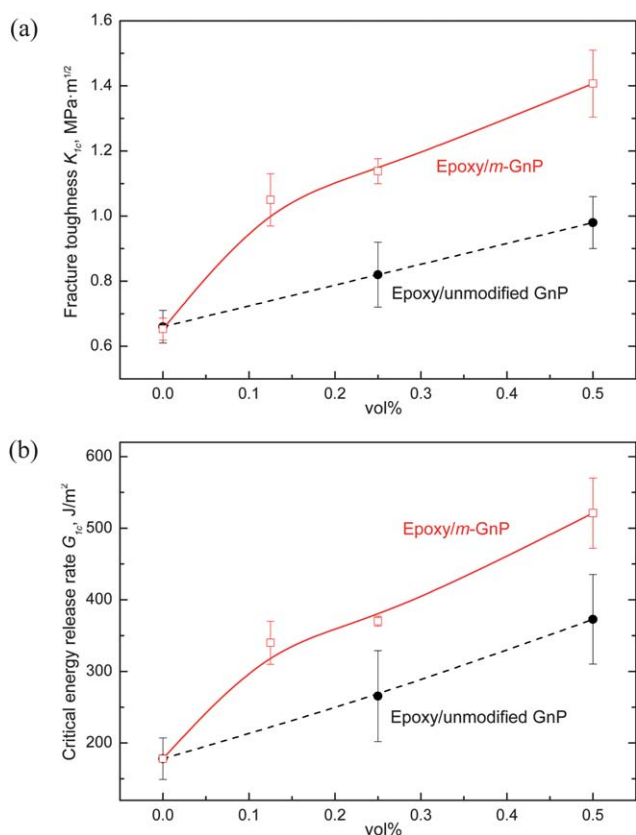 (a)
Fracture toughness K1c, MPa·m1/2
1.6
1.4
1.2
1.0
0.8
0.6
Epoxy/m-GnP
Epoxy/unmodified GnP
0.0 0.1 0.2 0.3 0.4 0.5
vol%
(b)
Critical energy release rate G1c, J/m2
600
500
400
300
200
Epoxy/m-GnP
Epoxy/unmodified GnP
0.0 0.1 0.2 0.3 0.4 0.5
vol%